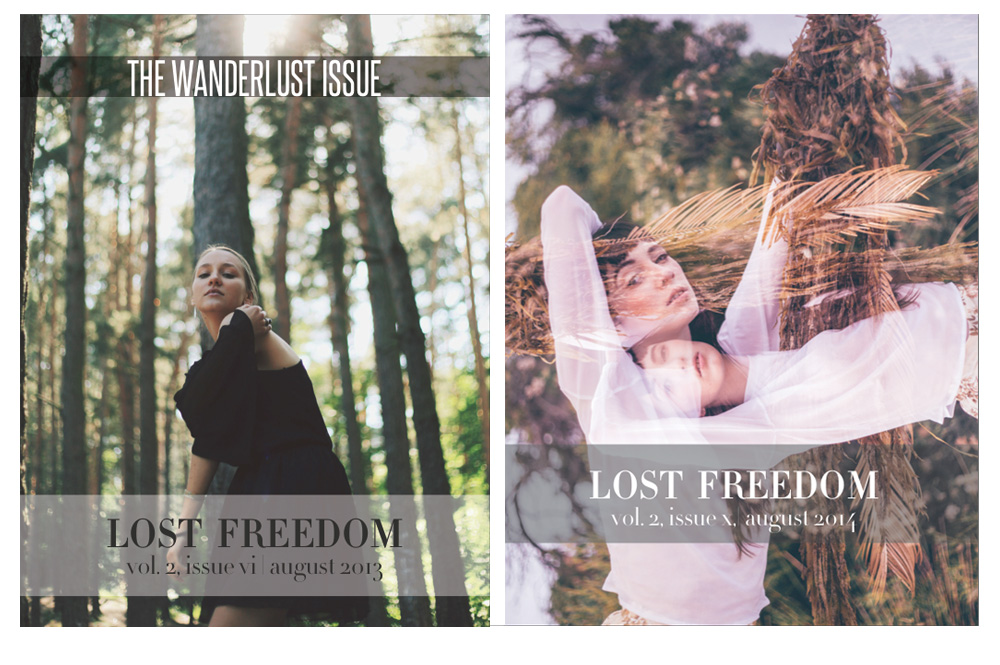 THE WANDERLUST ISSUE
LOST FREEDOM
vol. 2, issue vi | august 2013
LOST FREEDOM
vol. 2, issue x, august 2014